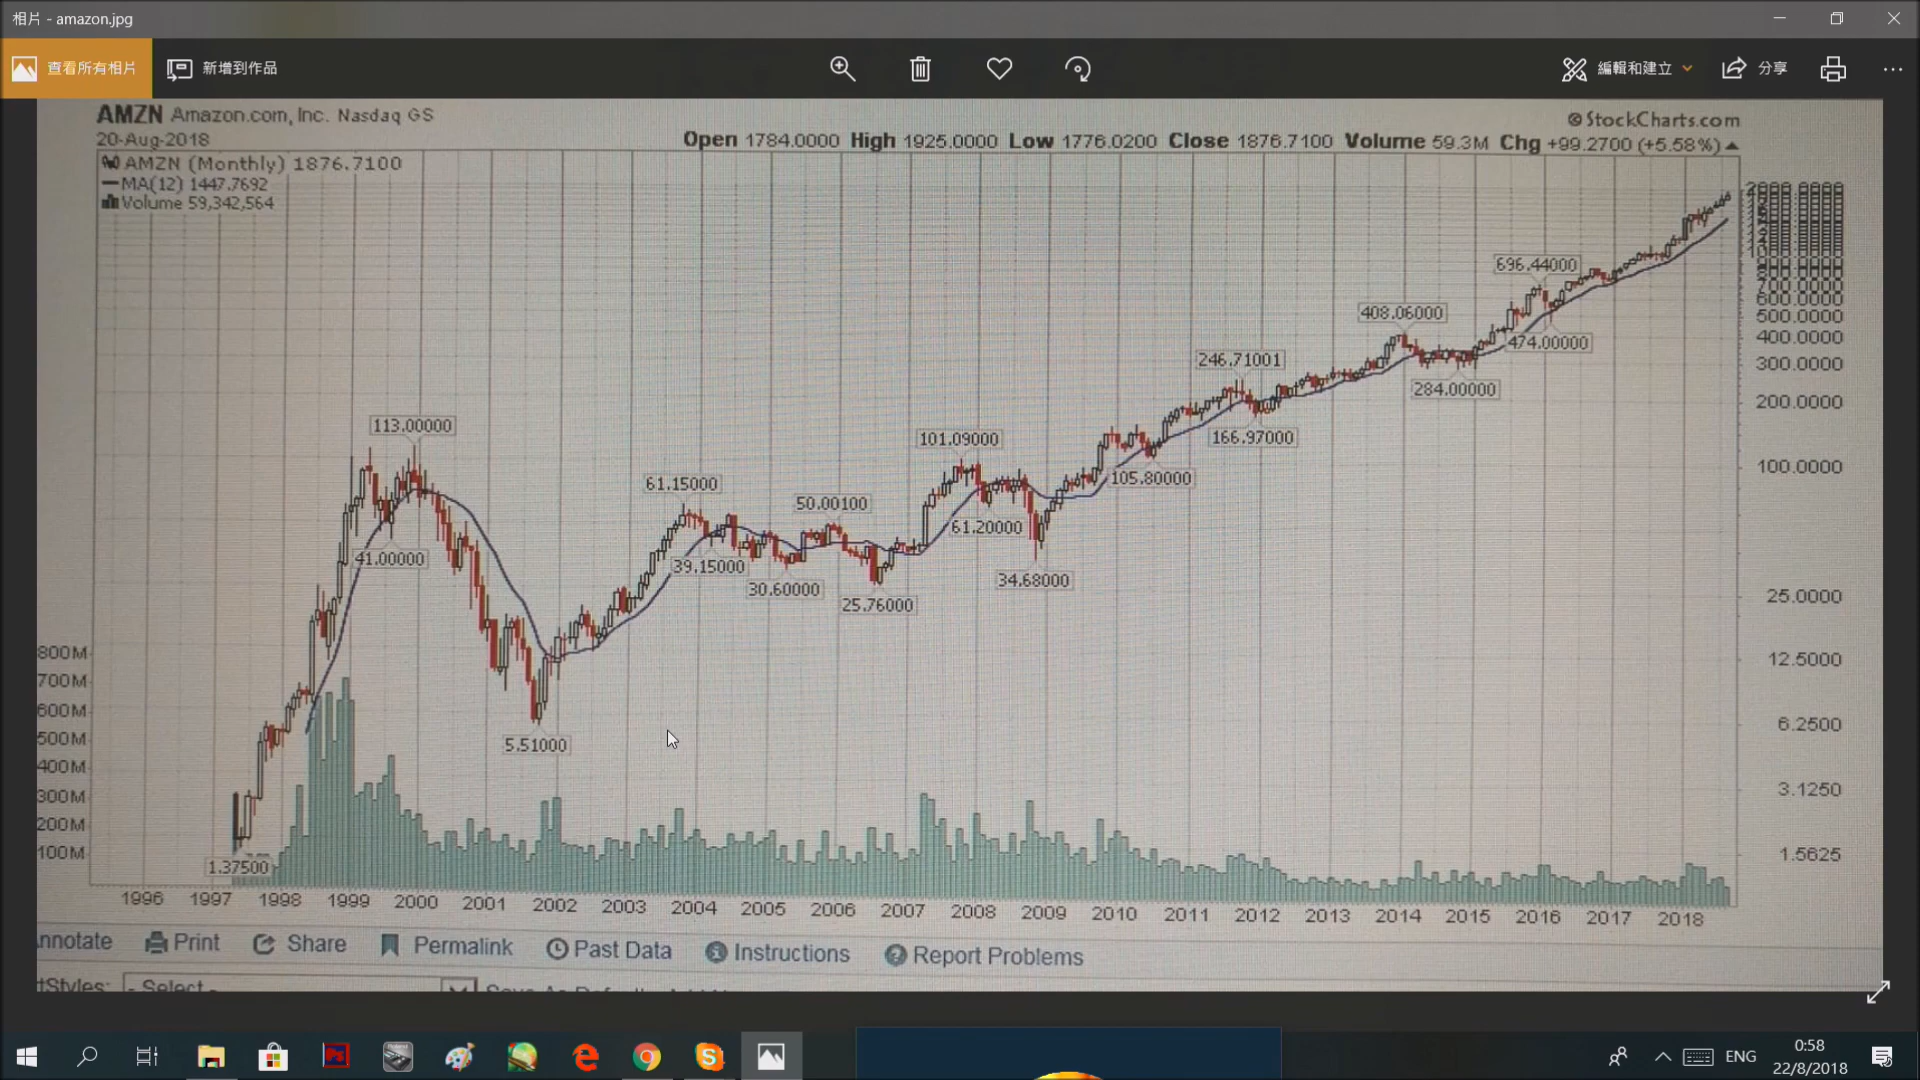 相片 - amazon.jpg
查看所有相片
新增到作品
編輯和建立
分享
AMZN Amazon.com, Inc. Nasdaq GS
© StockCharts.com
20-Aug-2018
Open 1784.0000 High 1925.0000 Low 1776.0200 Close 1876.7100 Volume 59.3M Chg +99.2700 (+5.58%)
AMZN (Monthly) 1876.7100
MA(12) 1447.7692
Volume 59,342,564
2000.0000
696.44000
600.0000
500.0000
408.06000
400.0000
474.00000
246.71001
300.0000
284.00000
200.0000
113.00000
101.09000
166.97000
100.0000
61.15000
105.80000
50.00100
61.20000
41.00000
39.15000
34.68000
30.60000
25.76000
25.0000
800M
12.5000
700M
600M
6.2500
500M
5.51000
400M
3.1250
300M
200M
100M
1.5625
1.37500
1996 1997 1998 1999 2000 2001 2002 2003 2004 2005 2006 2007 2008 2009 2010 2011 2012 2013 2014 2015 2016 2017 2018
Print Share Permalink Past Data Instructions Report Problems
- Select -
ENG
0:58
22/8/2018